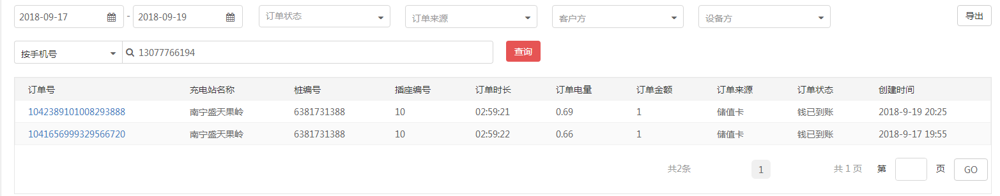 2018-09-17 - 2018-09-19 订单状态 订单来源 客户方 设备方 导出
按手机号 13077766194 查询
订单号 充电站名称 桩编号 插座编号 订单时长 订单电量 订单金额 订单来源 订单状态 创建时间
1042389101008293888 南宁盛天果岭 6381731388 10 02:59:21 0.69 1 储值卡 钱已到账 2018-9-19 20:25
1041656999329566720 南宁盛天果岭 6381731388 10 02:59:22 0.66 1 储值卡 钱已到账 2018-9-17 19:55
共2条 1 共 1 页 第 页 GO